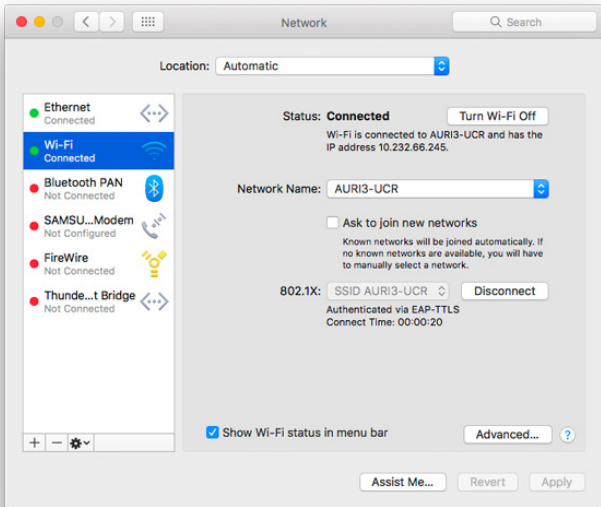 Network
Search
Location: Automatic
Ethernet
Connected
Wi-Fi
Connected
Bluetooth PAN
Not Connected
SAMSU...Modem
Not Configured
FireWire
Not Connected
Thunde...t Bridge
Not Connected
Status: Connected
Turn Wi-Fi Off
Wi-Fi is connected to AURI3-UCR and has the
IP address 10.232.66.245.
Network Name: AURI3-UCR
Ask to join new networks
Known networks will be joined automatically. If
no known networks are available, you will have
to manually select a network.
802.1X: SSID AURI3-UCR
Disconnect
Authenticated via EAP-TTLS
Connect Time: 00:00:20
Show Wi-Fi status in menu bar
Advanced...
?
Assist Me...
Revert
Apply